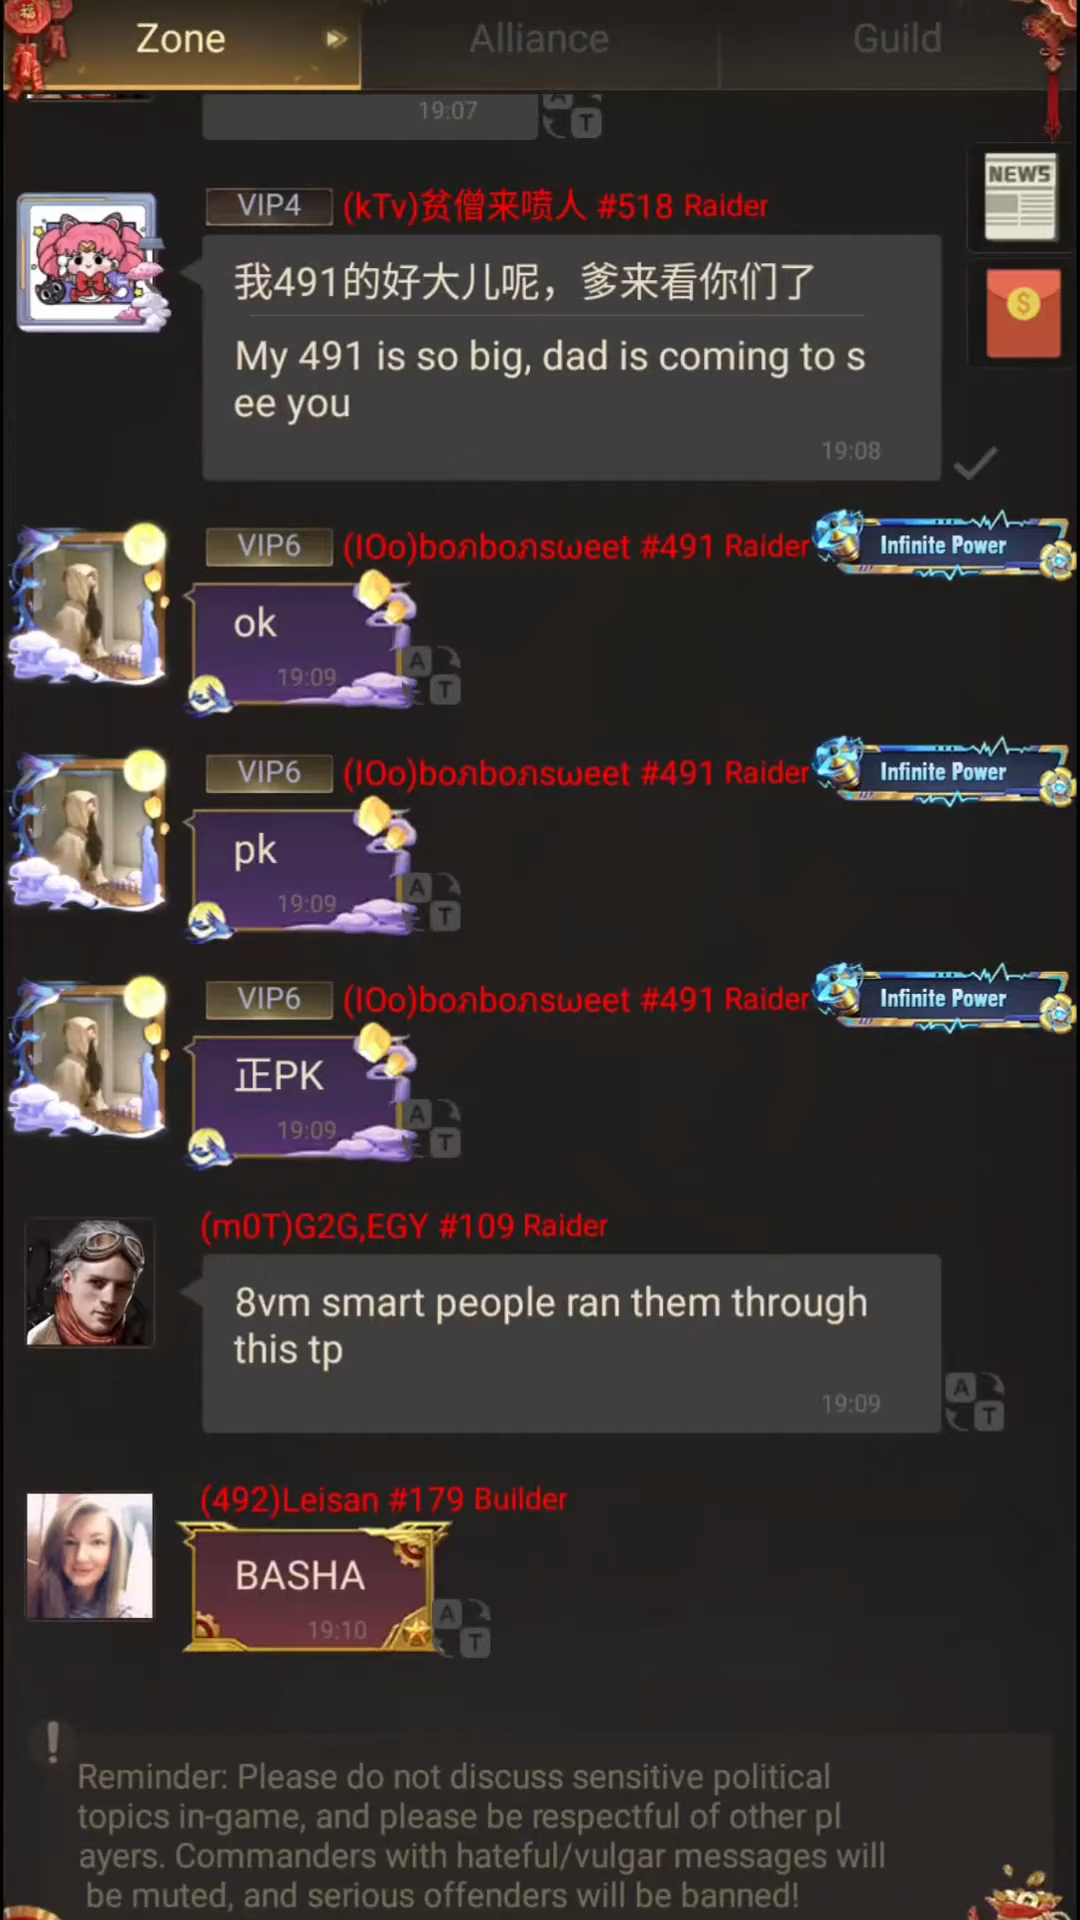 Zone
Alliance
Guild
19:07
NEWS
VIP4
(kTv)贫僧来喷人 #518 Raider
我491的好大儿呢，爹来看你们了
My 491 is so big, dad is coming to s
ee you
19:08
VIP6
(IOo)boภboภsωeet #491 Raider
Infinite Power
ok
19:09
A
T
VIP6
(IOo)boภboภsωeet #491 Raider
Infinite Power
pk
19:09
A
T
VIP6
(IOo)boภboภsωeet #491 Raider
Infinite Power
正PK
19:09
A
T
(m0T)G2G,EGY #109 Raider
8vm smart people ran them through
this tp
19:09
A
T
(492)Leisan #179 Builder
BASHA
19:10
A
T
Reminder: Please do not discuss sensitive political
topics in-game, and please be respectful of other pl
ayers. Commanders with hateful/vulgar messages will
be muted, and serious offenders will be banned!